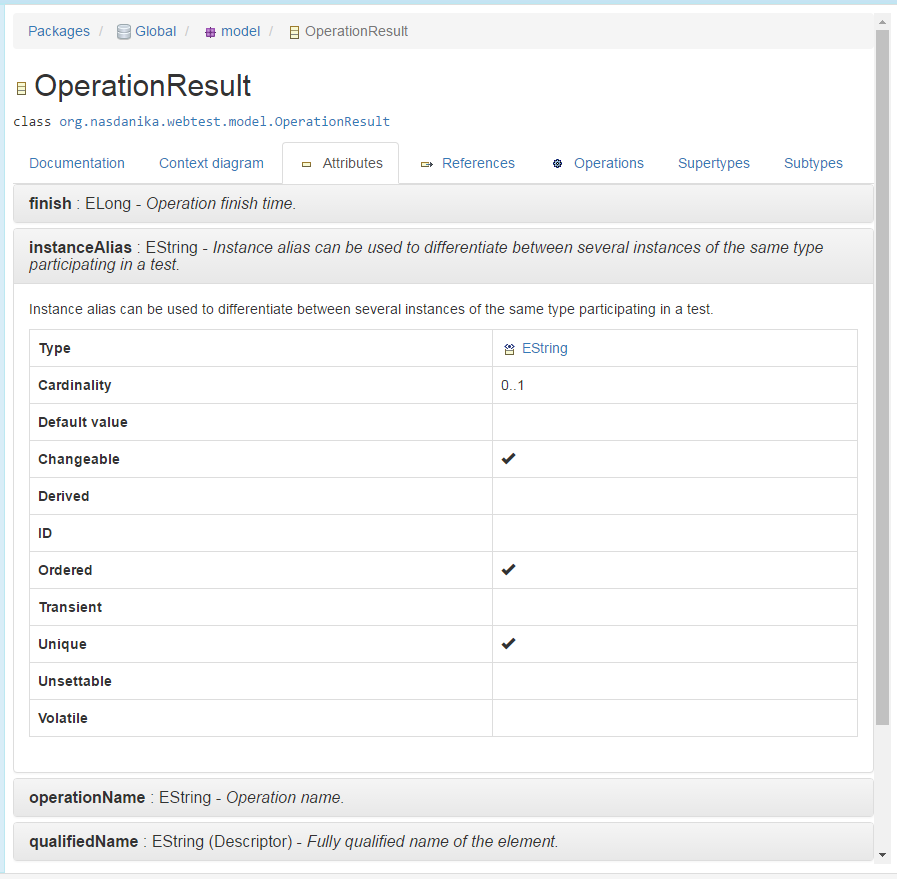 Packages / Global / model / OperationResult
OperationResult
class org.nasdanika.webtest.model.OperationResult
Documentation Context diagram Attributes References Operations Supertypes Subtypes
finish : ELong - Operation finish time.
instanceAlias : EString - Instance alias can be used to differentiate between several instances of the same type
participating in a test.
Instance alias can be used to differentiate between several instances of the same type participating in a test.
Type EString
Cardinality 0..1
Default value
Changeable ✔
Derived
ID
Ordered ✔
Transient
Unique ✔
Unsettable
Volatile
operationName : EString - Operation name.
qualifiedName : EString (Descriptor) - Fully qualified name of the element.